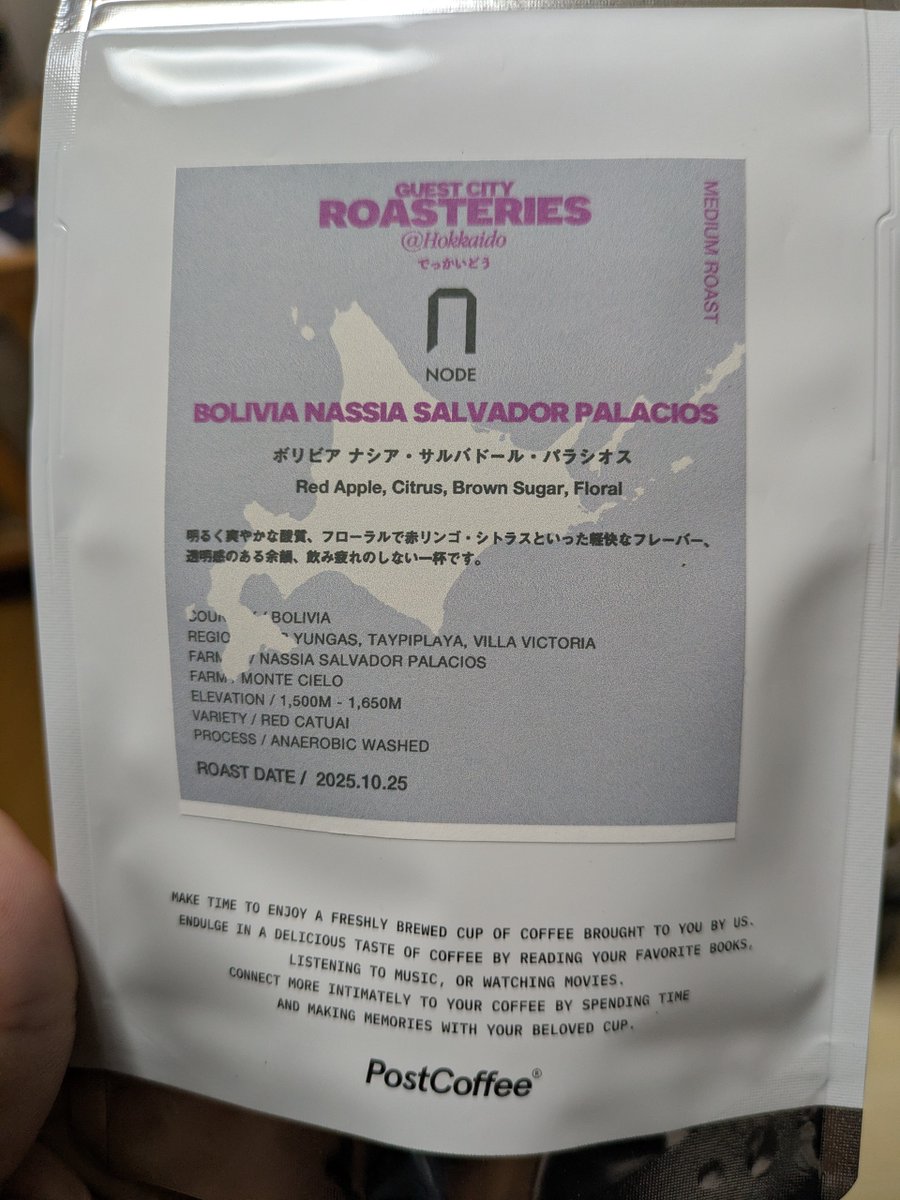 GUEST CITY
ROASTERIES
@Hokkaido
でっかいどう
MEDIUM ROAST
NODE
BOLIVIA NASSIA SALVADOR PALACIOS
ボリビア ナシア・サルバドール・パラシオス
Red Apple, Citrus, Brown Sugar, Floral
明るく爽やかな酸質、フローラルで赤リンゴ・シトラスといった軽快なフレーバー、
透明感のある余韻、飲み疲れのしない一杯です。
/ BOLIVIA
YUNGAS, TAYPIPLAYA, VILLA VICTORIA
/ NASSIA SALVADOR PALACIOS
FARM / MONTE CIELO
ELEVATION / 1,500M - 1,650M
VARIETY / RED CATUAI
PROCESS / ANAEROBIC WASHED
ROAST DATE / 2025.10.25
MAKE TIME TO ENJOY A FRESHLY BREWED CUP OF COFFEE BROUGHT TO YOU BY US.
ENDULGE IN A DELICIOUS TASTE OF COFFEE BY READING YOUR FAVORITE BOOKS,
LISTENING TO MUSIC, OR WATCHING MOVIES.
CONNECT MORE INTIMATELY TO YOUR COFFEE BY SPENDING TIME
AND MAKING MEMORIES WITH YOUR BELOVED CUP.
PostCoffee®